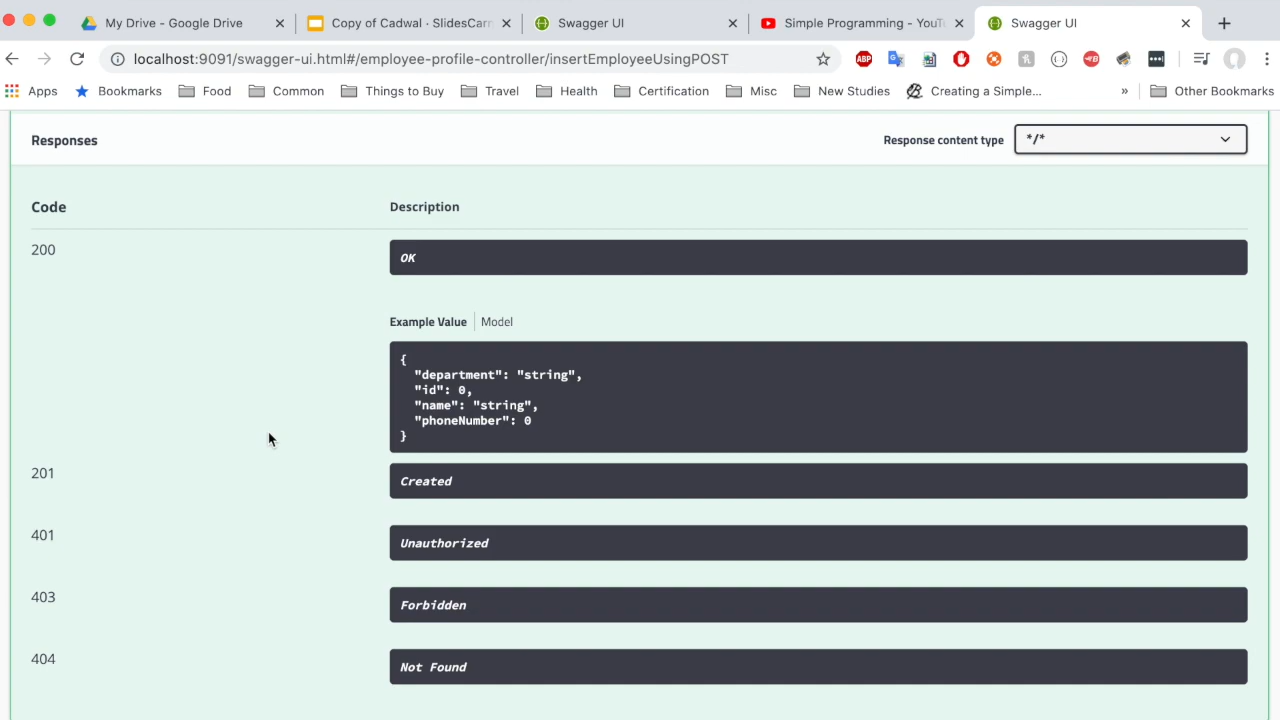 My Drive - Google Drive
Copy of Cadwal · SlidesCarn
Swagger UI
Simple Programming - YouTu
Swagger UI
localhost:9091/swagger-ui.html#/employee-profile-controller/insertEmployeeUsingPOST
ABP
Apps
Bookmarks
Food
Common
Things to Buy
Travel
Health
Certification
Misc
New Studies
Creating a Simple...
»
Other Bookmarks
Responses
Response content type
*/*
Code
Description
200
OK
Example Value
Model
{
"department": "string",
"id": 0,
"name": "string",
"phoneNumber": 0
}
201
Created
401
Unauthorized
403
Forbidden
404
Not Found